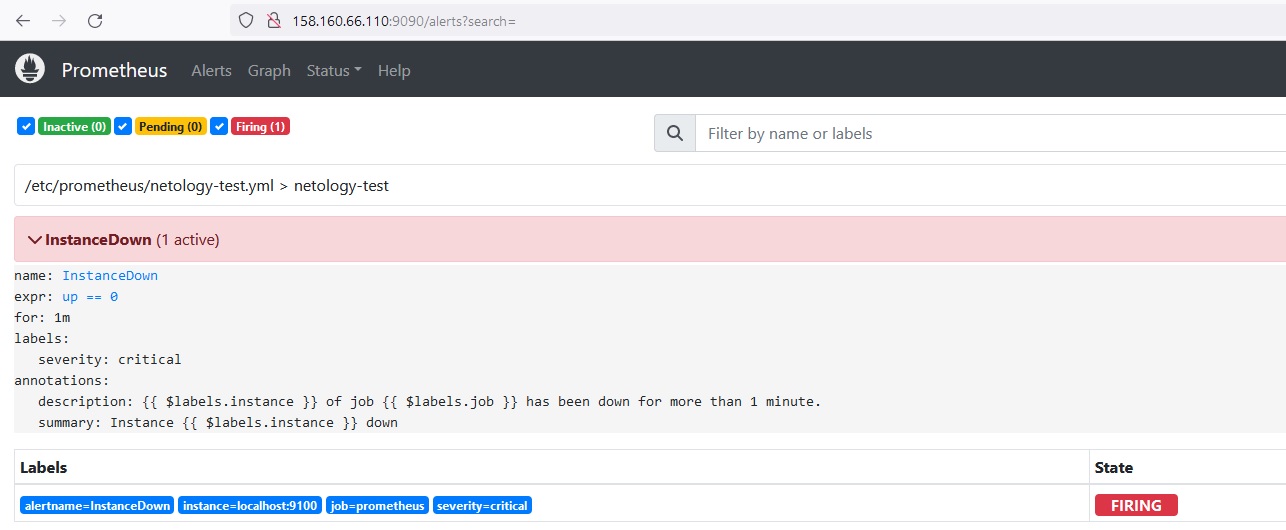 158.160.66.110:9090/alerts?search=
Prometheus Alerts Graph Status Help
Inactive (0) Pending (0) Firing (1) Filter by name or labels
/etc/prometheus/netology-test.yml > netology-test
InstanceDown (1 active)
name: InstanceDown
expr: up == 0
for: 1m
labels:
   severity: critical
annotations:
   description: {{ $labels.instance }} of job {{ $labels.job }} has been down for more than 1 minute.
   summary: Instance {{ $labels.instance }} down
Labels State
alertname=InstanceDown instance=localhost:9100 job=prometheus severity=critical FIRING